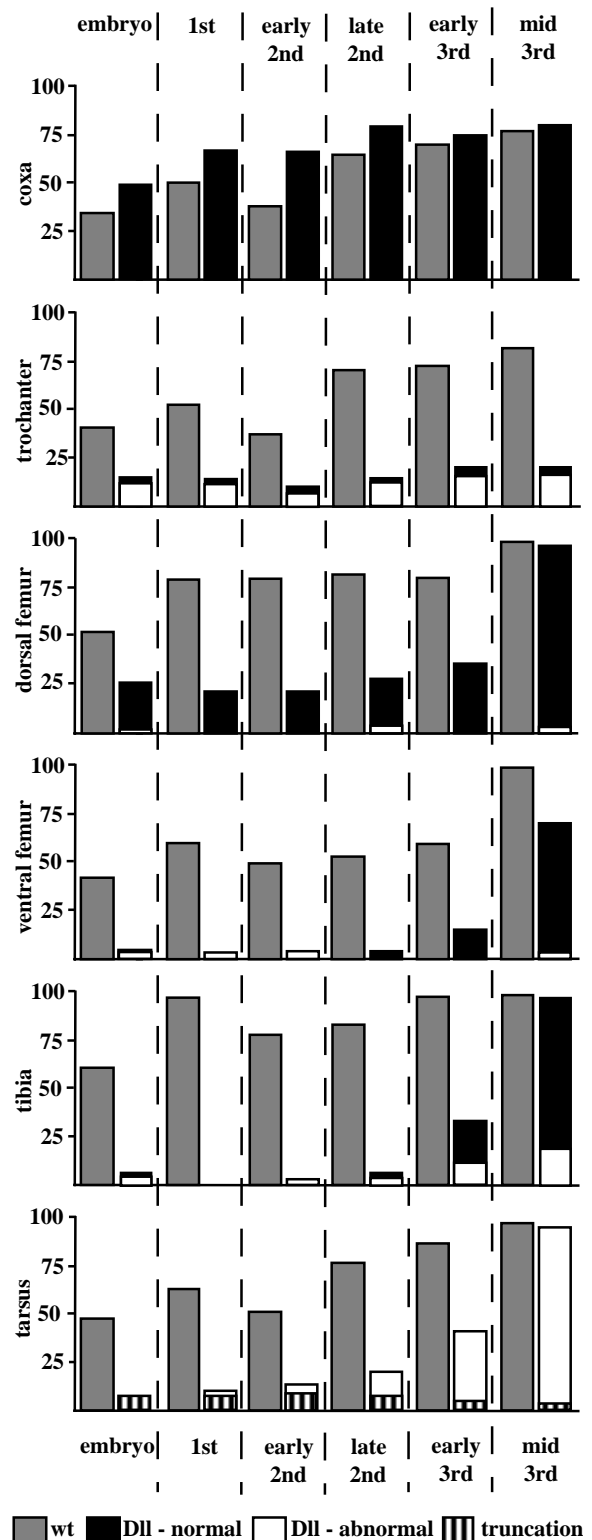 embryo 1st early 2nd late 2nd early 3rd mid 3rd
100
75
50
25
coxa
100
75
50
25
trochanter
100
75
50
25
dorsal femur
100
75
50
25
ventral femur
100
75
50
25
tibia
100
75
50
25
tarsus
embryo 1st early 2nd late 2nd early 3rd mid 3rd
wt Dll - normal Dll - abnormal truncation